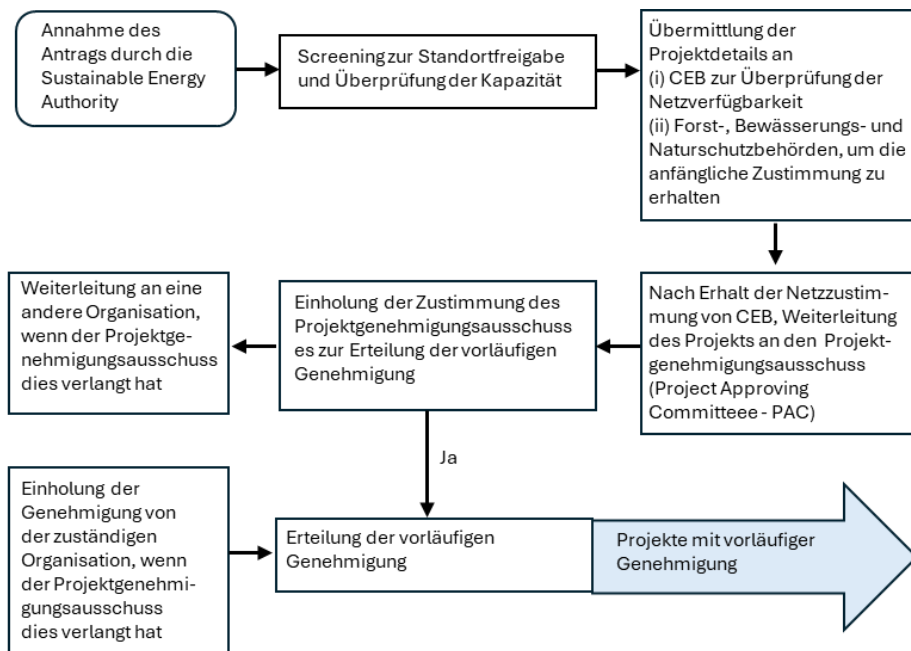 Annahme des
Antrags durch die
Sustainable Energy
Authority
Screening zur Standortfreigabe
und Überprüfung der Kapazität
Übermittlung der
Projektdetails an
(i) CEB zur Überprüfung der
Netzverfügbarkeit
(ii) Forst-, Bewässerungs- und
Naturschutzbehörden, um die
anfängliche Zustimmung zu
erhalten
Nach Erhalt der Netzzustim-
mung von CEB, Weiterleitung
des Projekts an den Projekt-
genehmigungsausschuss
(Project Approving
Committeee - PAC)
Einholung der Zustimmung des
Projektgenehmigungsausschuss
es zur Erteilung der vorläufigen
Genehmigung
Weiterleitung an eine
andere Organisation,
wenn der Projektge-
nehmigungsausschuss
dies verlangt hat
Ja
Einholung der
Genehmigung von
der zuständigen
Organisation, wenn
der Projektgenehmi-
gungsausschuss
dies verlangt hat
Erteilung der vorläufigen
Genehmigung
Projekte mit vorläufiger
Genehmigung